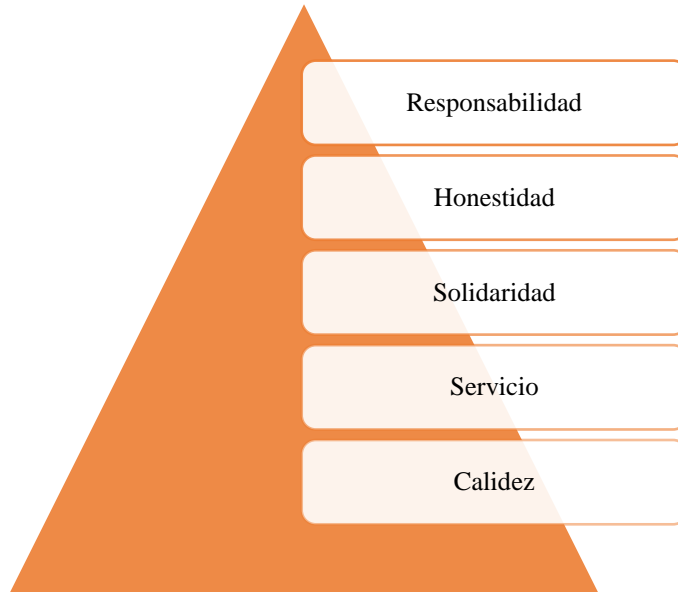 Responsabilidad
Honestidad
Solidaridad
Servicio
Calidez